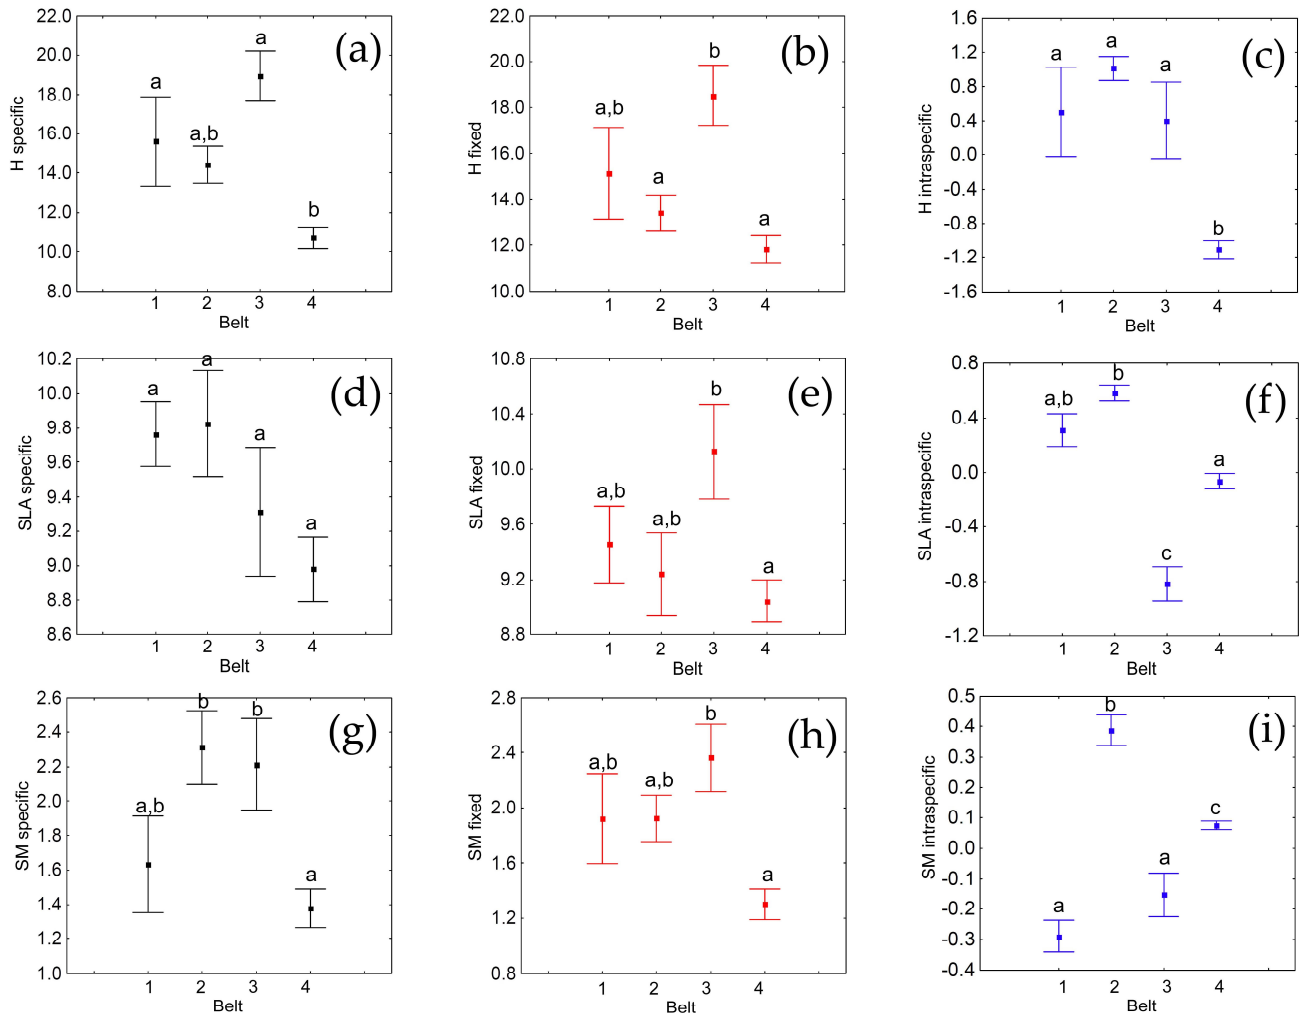 (a)
H specific
22.0
20.0
18.0
16.0
14.0
12.0
10.0
8.0
a
a,b
a
b
1 2 3 4
Belt
(b)
H fixed
22.0
20.0
18.0
16.0
14.0
12.0
10.0
a,b
a
b
a
1 2 3 4
Belt
(c)
H intraspecific
1.6
1.2
0.8
0.4
0.0
-0.4
-0.8
-1.2
-1.6
a
a
a
b
1 2 3 4
Belt
(d)
SLA specific
10.2
10.0
9.8
9.6
9.4
9.2
9.0
8.8
8.6
a
a
a
a
1 2 3 4
Belt
(e)
SLA fixed
10.8
10.4
10.0
9.6
9.2
8.8
a,b
a,b
b
a
1 2 3 4
Belt
(f)
SLA intraspecific
0.8
0.4
0.0
-0.4
-0.8
-1.2
a,b
b
c
a
1 2 3 4
Belt
(g)
SM specific
2.6
2.4
2.2
2.0
1.8
1.6
1.4
1.2
1.0
a,b
b
b
a
1 2 3 4
Belt
(h)
SM fixed
2.8
2.4
2.0
1.6
1.2
0.8
a,b
a,b
b
a
1 2 3 4
Belt
(i)
SM intraspecific
0.5
0.4
0.3
0.2
0.1
0.0
-0.1
-0.2
-0.3
-0.4
a
b
a
c
1 2 3 4
Belt